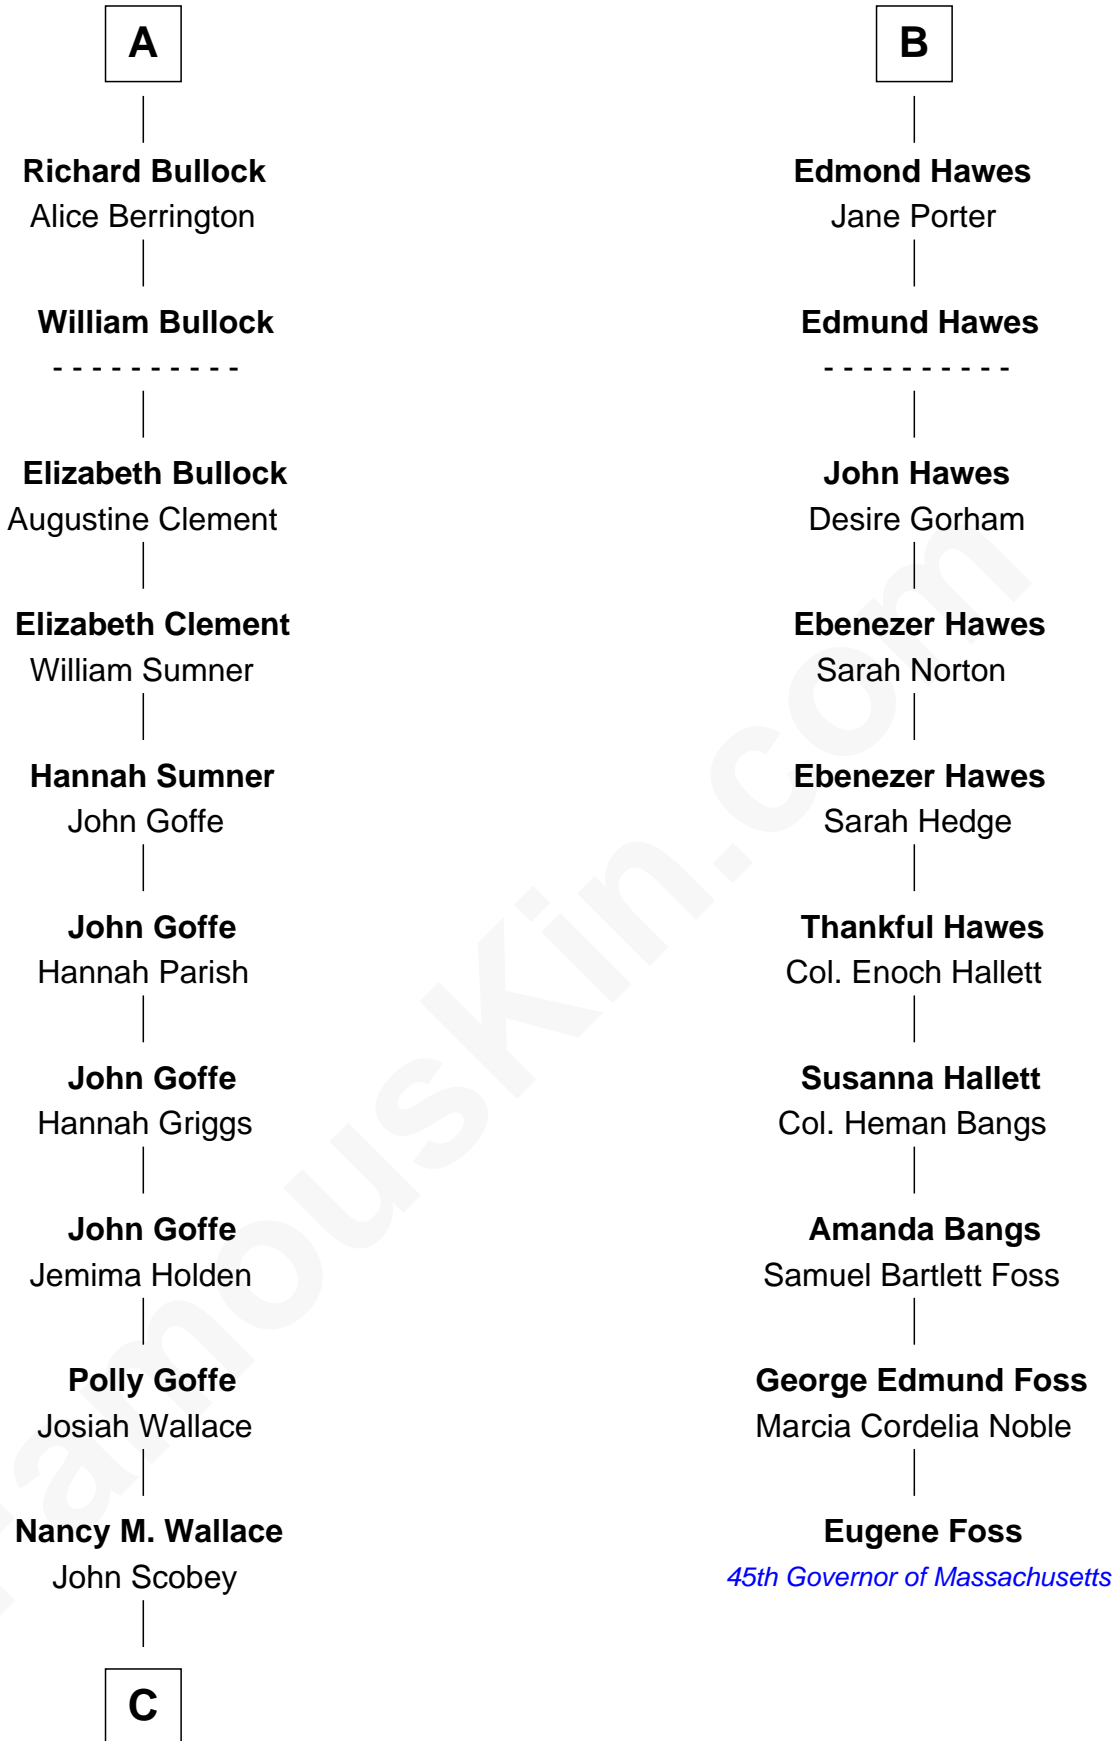 A
Richard Bullock
Alice Berrington
William Bullock
- - - - - - - - - -
Elizabeth Bullock
Augustine Clement
Elizabeth Clement
William Sumner
Hannah Sumner
John Goffe
John Goffe
Hannah Parish
John Goffe
Hannah Griggs
John Goffe
Jemima Holden
Polly Goffe
Josiah Wallace
Nancy M. Wallace
John Scobey
C
B
Edmond Hawes
Jane Porter
Edmund Hawes
- - - - - - - - - -
John Hawes
Desire Gorham
Ebenezer Hawes
Sarah Norton
Ebenezer Hawes
Sarah Hedge
Thankful Hawes
Col. Enoch Hallett
Susanna Hallett
Col. Heman Bangs
Amanda Bangs
Samuel Bartlett Foss
George Edmund Foss
Marcia Cordelia Noble
Eugene Foss
45th Governor of Massachusetts
FamousKin.com